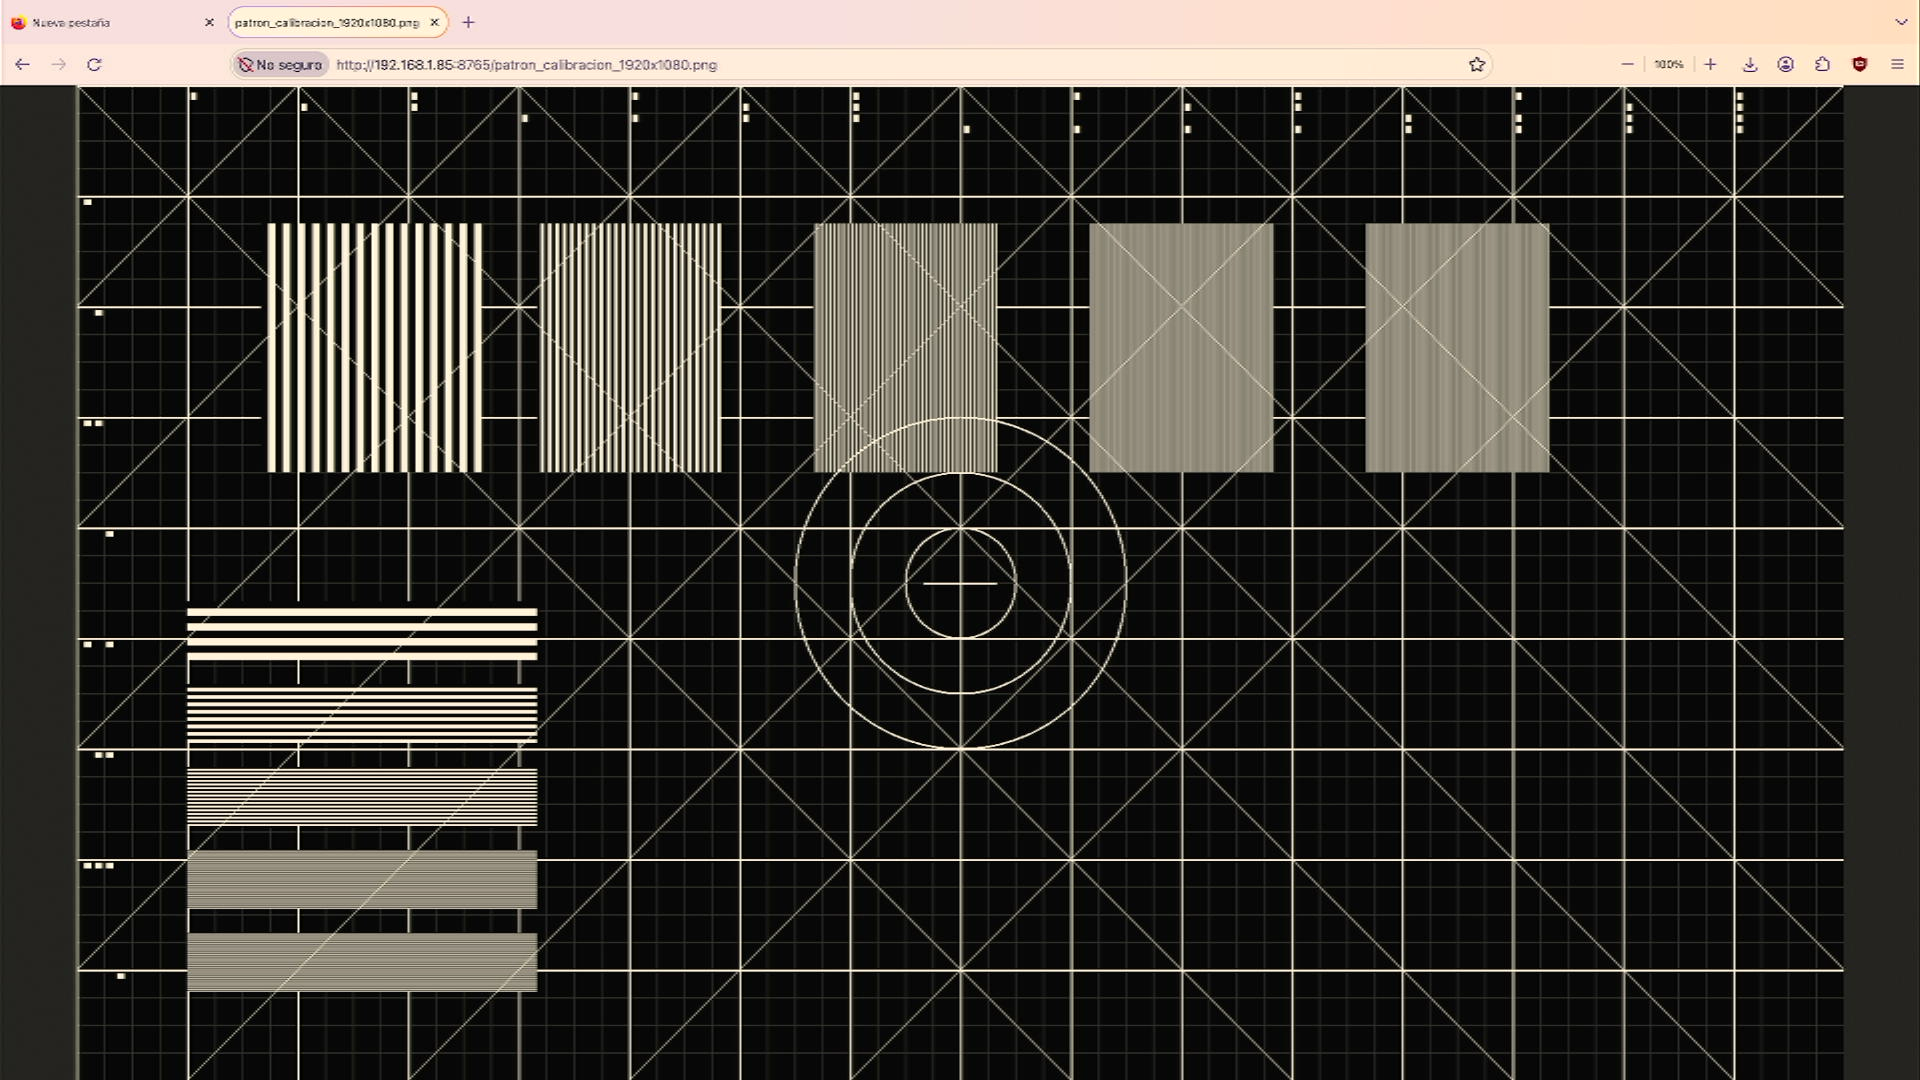 Nueva pestaña
patron_calibracion_1920x1080.png
No seguro
http://192.168.1.85:8765/patron_calibracion_1920x1080.png
100%